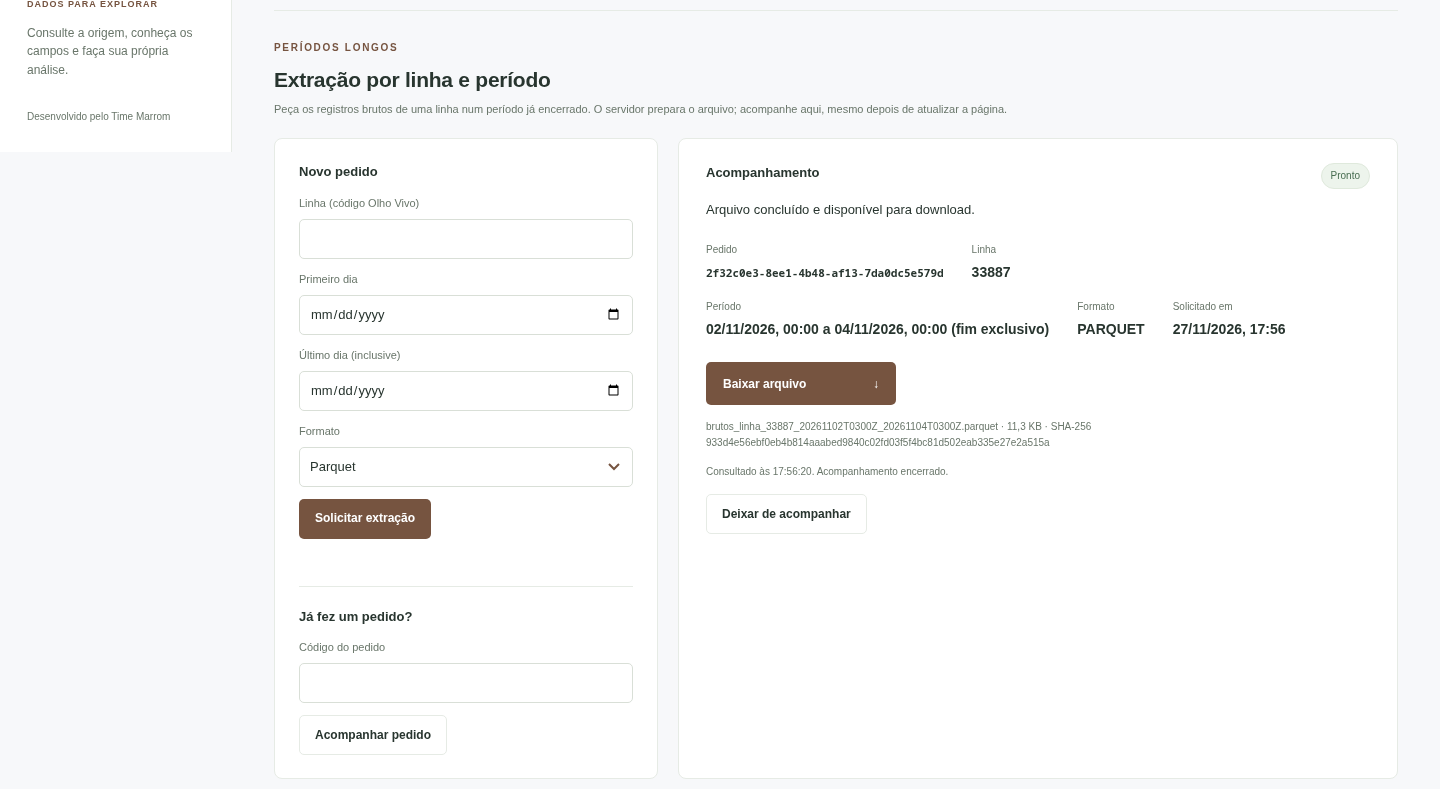 DADOS PARA EXPLORAR
Consulte a origem, conheça os
campos e faça sua própria
análise.
Desenvolvido pelo Time Marrom
PERÍODOS LONGOS
Extração por linha e período
Peça os registros brutos de uma linha num período já encerrado. O servidor prepara o arquivo; acompanhe aqui, mesmo depois de atualizar a página.
Novo pedido
Linha (código Olho Vivo)
Primeiro dia
mm/dd/yyyy
Último dia (inclusive)
mm/dd/yyyy
Formato
Parquet
Solicitar extração
Já fez um pedido?
Código do pedido
Acompanhar pedido
Acompanhamento
Pronto
Arquivo concluído e disponível para download.
Pedido
2f32c0e3-8ee1-4b48-af13-7da0dc5e579d
Linha
33887
Período
02/11/2026, 00:00 a 04/11/2026, 00:00 (fim exclusivo)
Formato
PARQUET
Solicitado em
27/11/2026, 17:56
Baixar arquivo ↓
brutos_linha_33887_20261102T0300Z_20261104T0300Z.parquet · 11,3 KB · SHA-256
933d4e56ebf0eb4b814aaabed9840c02fd03f5f4bc81d502eab335e27e2a515a
Consultado às 17:56:20. Acompanhamento encerrado.
Deixar de acompanhar